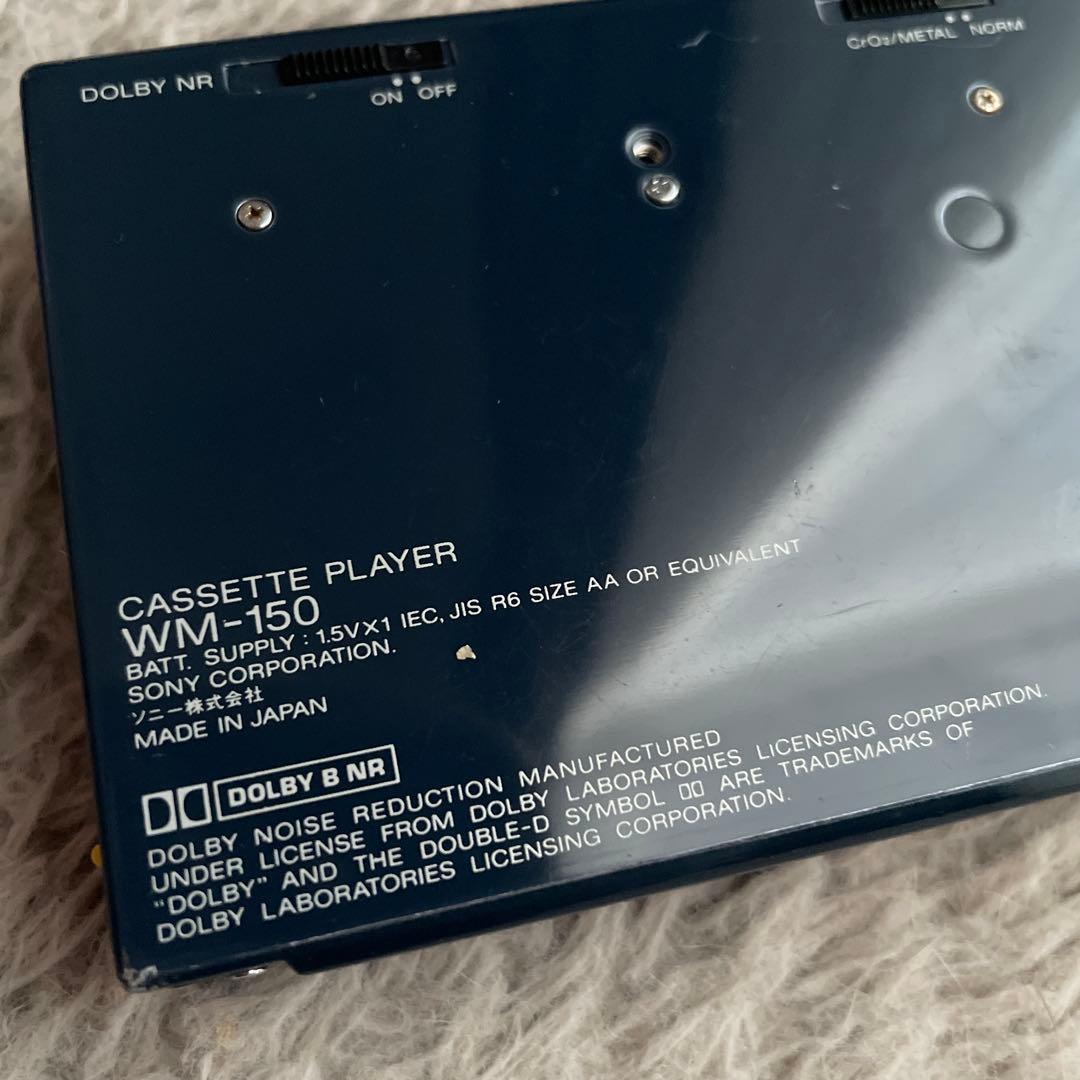 DOLBY NR
ON OFF
CrO₂/METAL NORM
CASSETTE PLAYER
WM-150
BATT. SUPPLY : 1.5V X 1 IEC, JIS R6 SIZE AA OR EQUIVALENT
SONY CORPORATION.
ソニー株式会社
MADE IN JAPAN
DOLBY B NR
DOLBY NOISE REDUCTION MANUFACTURED
UNDER LICENSE FROM DOLBY LABORATORIES LICENSING CORPORATION.
"DOLBY" AND THE DOUBLE-D SYMBOL ARE TRADEMARKS OF
DOLBY LABORATORIES LICENSING CORPORATION.